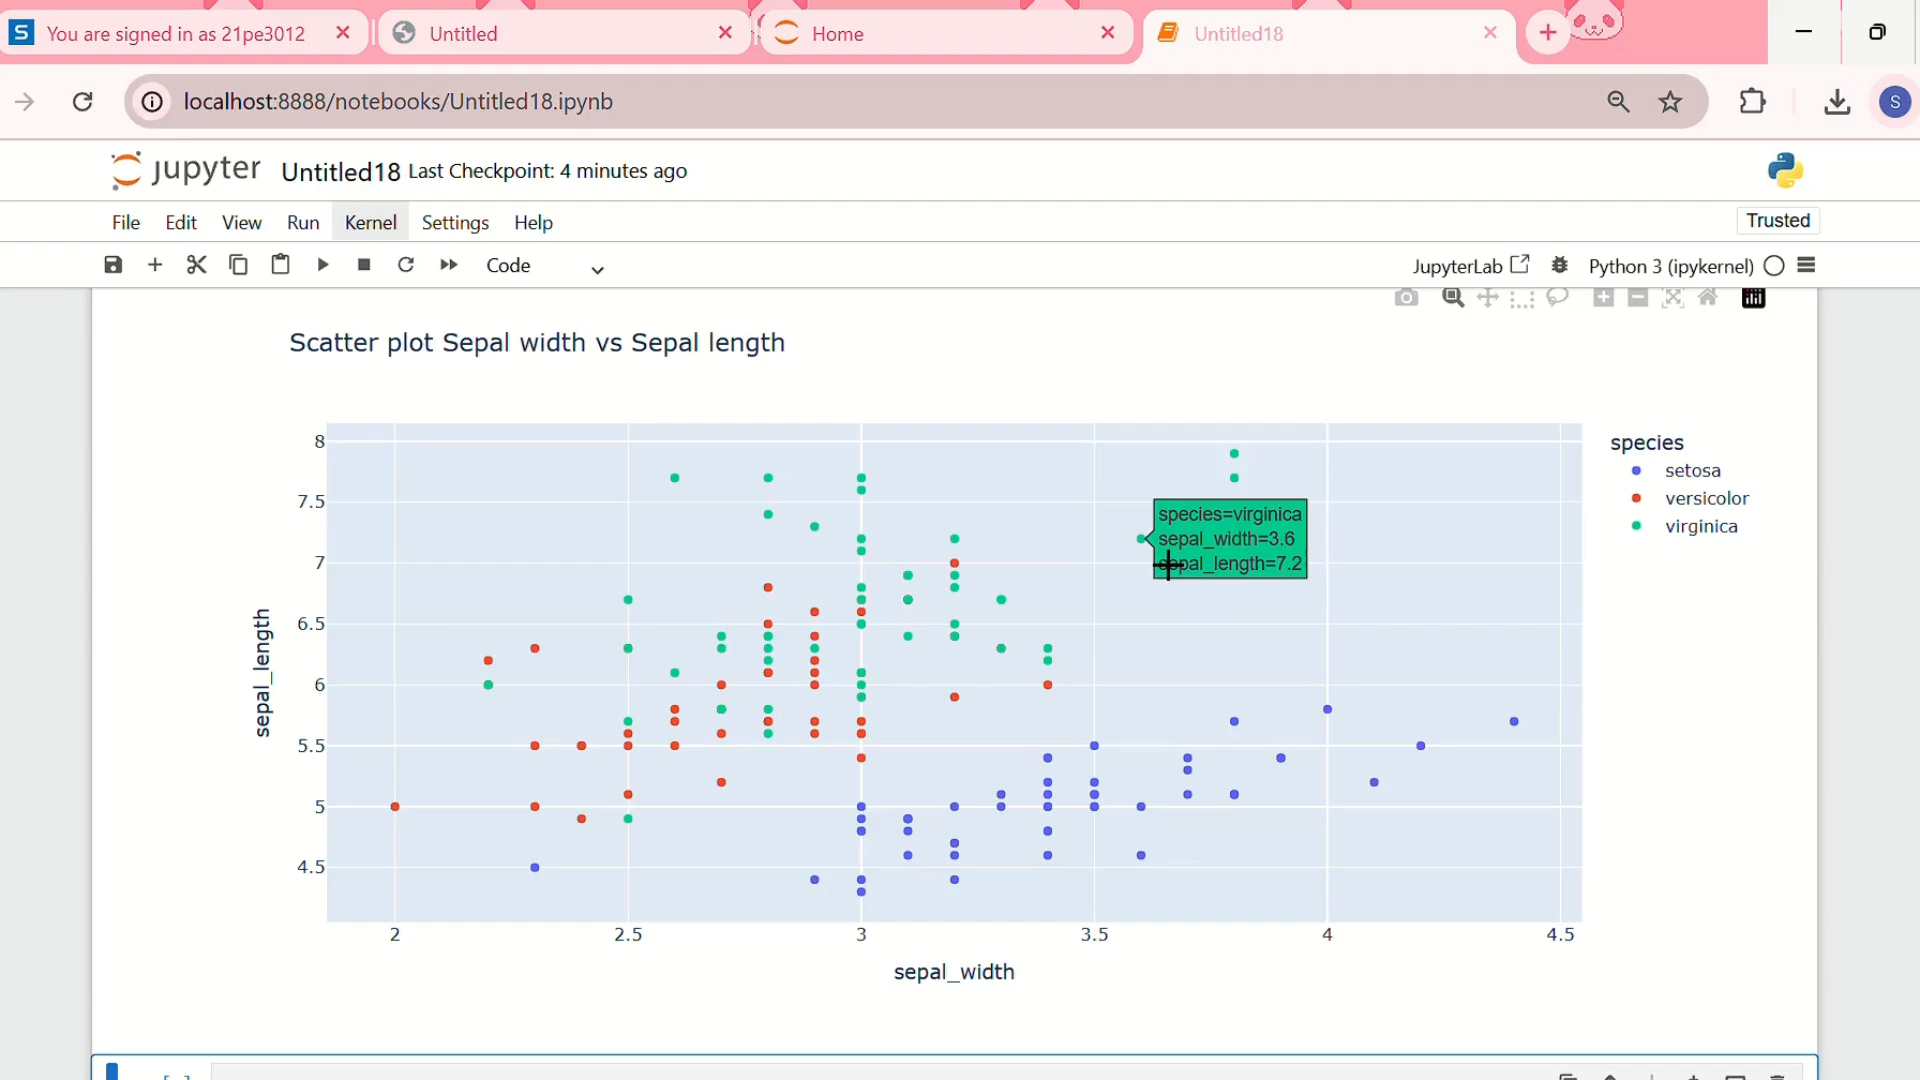 S You are signed in as 21pe3012
Untitled
Home
Untitled18
localhost:8888/notebooks/Untitled18.ipynb
S
jupyter Untitled18 Last Checkpoint: 4 minutes ago
File Edit View Run Kernel Settings Help
Trusted
Code
JupyterLab
Python 3 (ipykernel)
Scatter plot Sepal width vs Sepal length
8
7.5
7
6.5
6
5.5
5
4.5
sepal_length
species=virginica
sepal_width=3.6
sepal_length=7.2
species
setosa
versicolor
virginica
2 2.5 3 3.5 4 4.5
sepal_width
[ ]